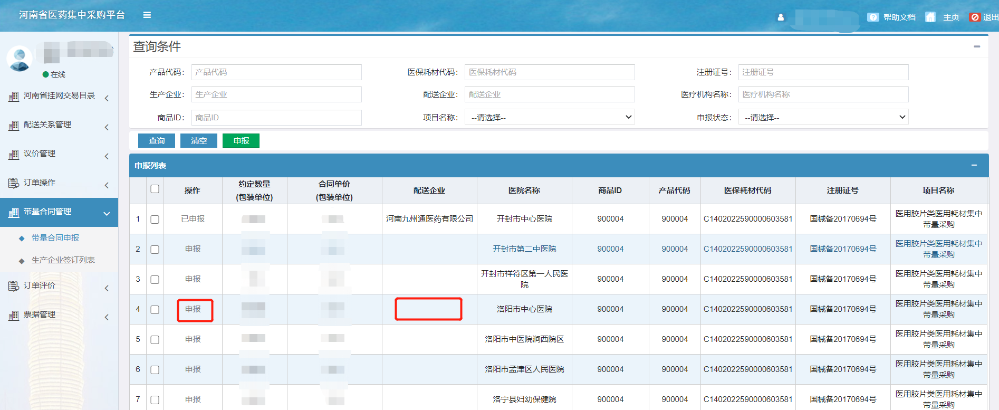 河南省医药集中采购平台
帮助文档 主页 退出
在线
河南省挂网交易目录
配送关系管理
议价管理
订单操作
带量合同管理
带量合同申报
生产企业签订列表
订单评价
票据管理
查询条件
产品代码: 产品代码 医保耗材代码: 医保耗材代码 注册证号: 注册证号
生产企业: 生产企业 配送企业: 配送企业 医疗机构名称: 医疗机构名称
商品ID: 商品ID 项目名称: --请选择-- 申报状态: --请选择--
查询 清空 申报
申报列表
操作 约定数量(包装单位) 合同单价(包装单位) 配送企业 医院名称 商品ID 产品代码 医保耗材代码 注册证号 项目名称
1 已申报 河南九州通医药有限公司 开封市中心医院 900004 900004 C1402022590000603581 国械备20170694号 医用胶片类医用耗材集中带量采购
2 申报 开封市第二中医院 900004 900004 C1402022590000603581 国械备20170694号 医用胶片类医用耗材集中带量采购
3 申报 开封市祥符区第一人民医院 900004 900004 C1402022590000603581 国械备20170694号 医用胶片类医用耗材集中带量采购
4 申报 洛阳市中心医院 900004 900004 C1402022590000603581 国械备20170694号 医用胶片类医用耗材集中带量采购
5 申报 洛阳市中医院涧西院区 900004 900004 C1402022590000603581 国械备20170694号 医用胶片类医用耗材集中带量采购
6 申报 洛阳市孟津区人民医院 900004 900004 C1402022590000603581 国械备20170694号 医用胶片类医用耗材集中带量采购
7 申报 洛宁县妇幼保健院 900004 900004 C1402022590000603581 国械备20170694号 医用胶片类医用耗材集中带量采购